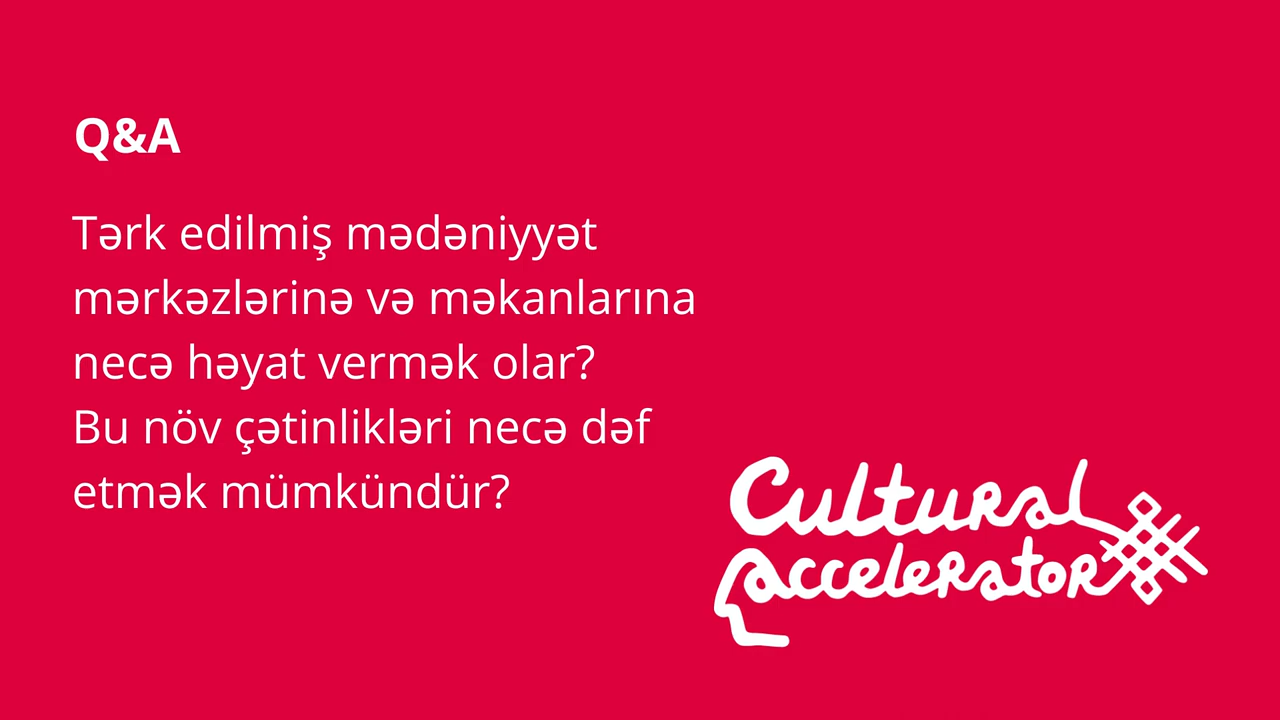 Q&A
Tərk edilmiş mədəniyyət
mərkəzlərinə və məkanlarına
necə həyat vermək olar?
Bu növ çətinlikləri necə dəf
etmək mümkündür?
Cultural
accelerator